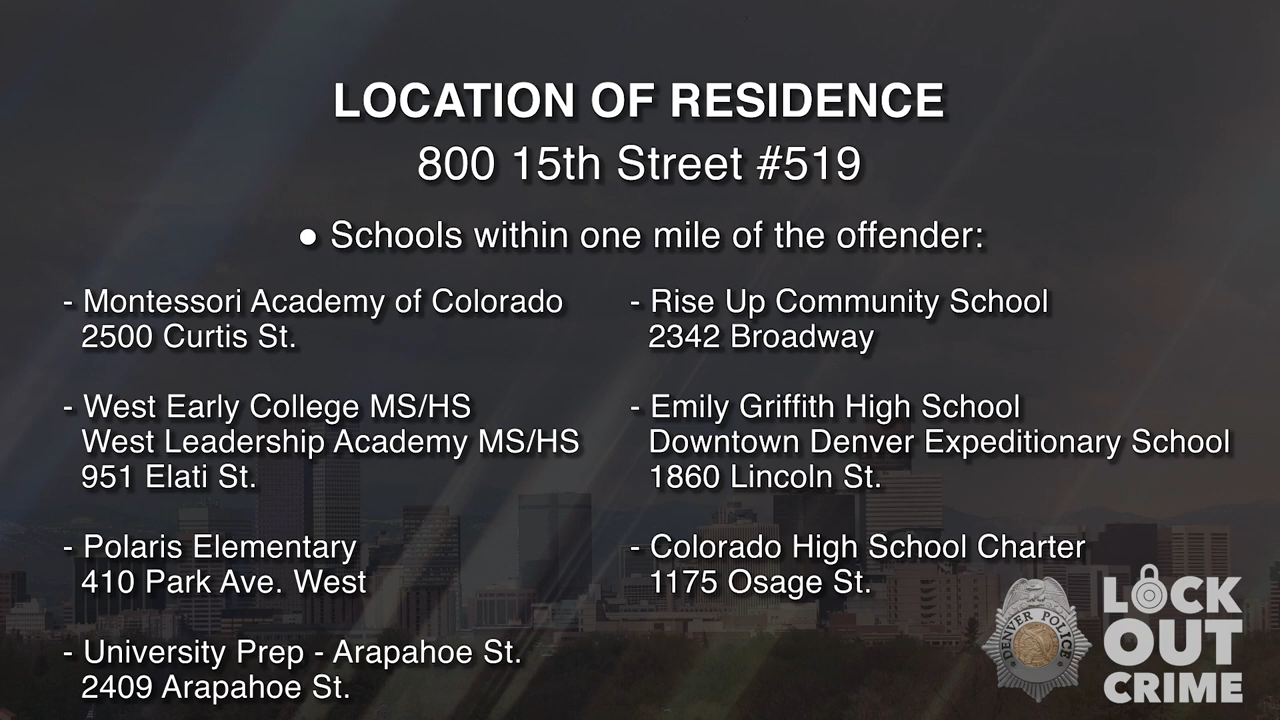 LOCATION OF RESIDENCE
800 15th Street #519
● Schools within one mile of the offender:
- Montessori Academy of Colorado
2500 Curtis St.
- West Early College MS/HS
West Leadership Academy MS/HS
951 Elati St.
- Polaris Elementary
410 Park Ave. West
- University Prep - Arapahoe St.
2409 Arapahoe St.
- Rise Up Community School
2342 Broadway
- Emily Griffith High School
Downtown Denver Expeditionary School
1860 Lincoln St.
- Colorado High School Charter
1175 Osage St.
DENVER POLICE
LOCK
OUT
CRIME